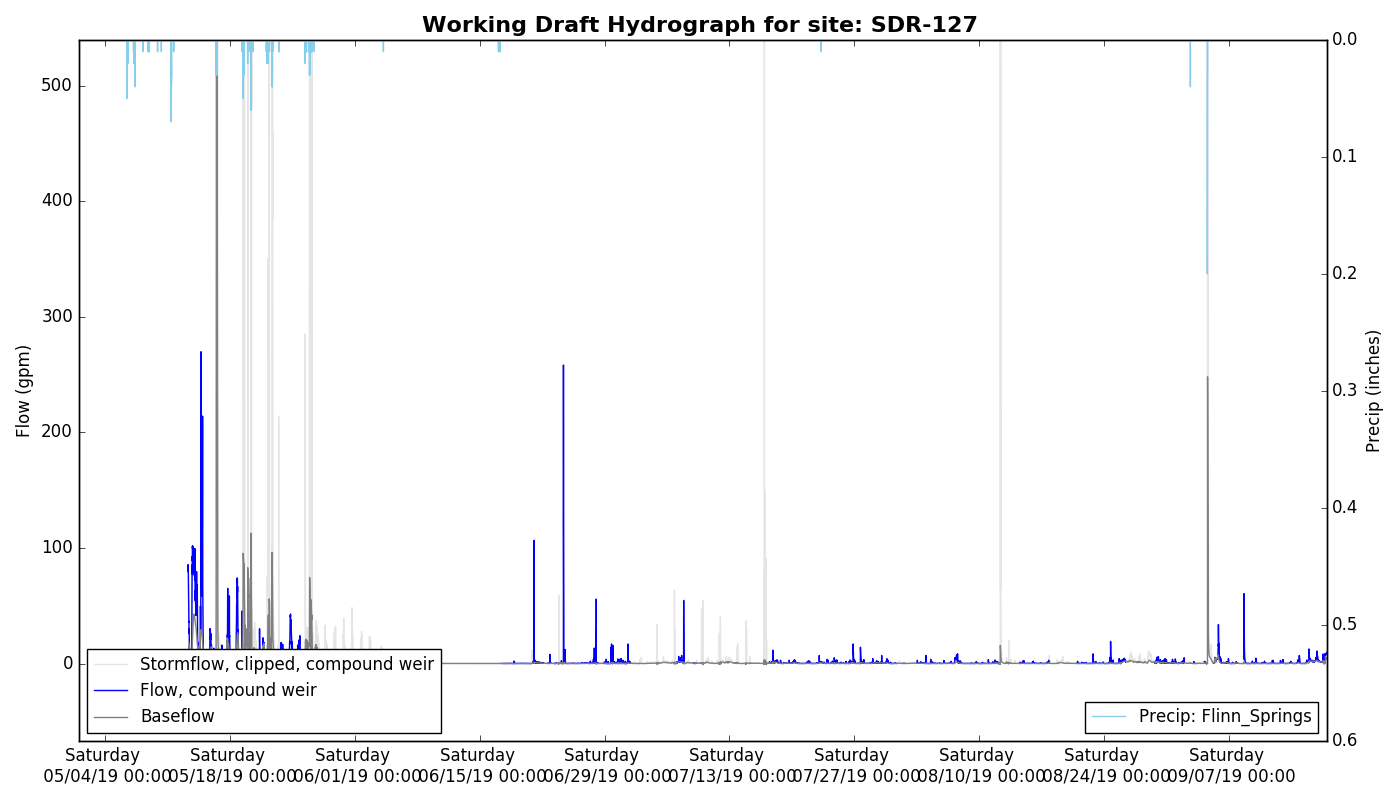 Working Draft Hydrograph for site: SDR-127
500
400
300
200
100
0
Flow (gpm)
0.0
0.1
0.2
0.3
0.4
0.5
0.6
Precip (inches)
Stormflow, clipped, compound weir
Flow, compound weir
Baseflow
Precip: Flinn_Springs
Saturday Saturday Saturday Saturday Saturday Saturday Saturday Saturday Saturday Saturday
05/04/19 00:00 05/18/19 00:00 06/01/19 00:00 06/15/19 00:00 06/29/19 00:00 07/13/19 00:00 07/27/19 00:00 08/10/19 00:00 08/24/19 00:00 09/07/19 00:00